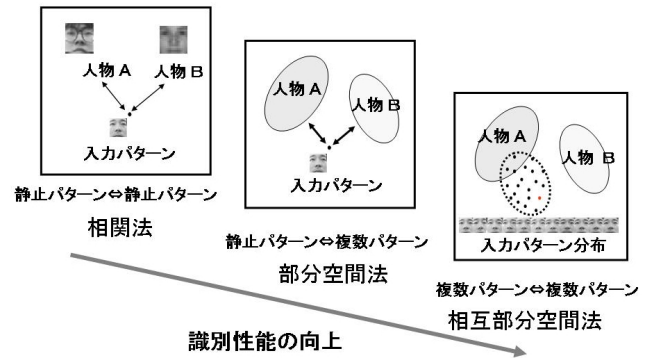 人物 A
人物 B
入力パターン
静止パターン⇔静止パターン
相関法
人物 A
人物 B
入力パターン
静止パターン⇔複数パターン
部分空間法
人物 A
人物 B
入力パターン分布
複数パターン⇔複数パターン
相互部分空間法
識別性能の向上